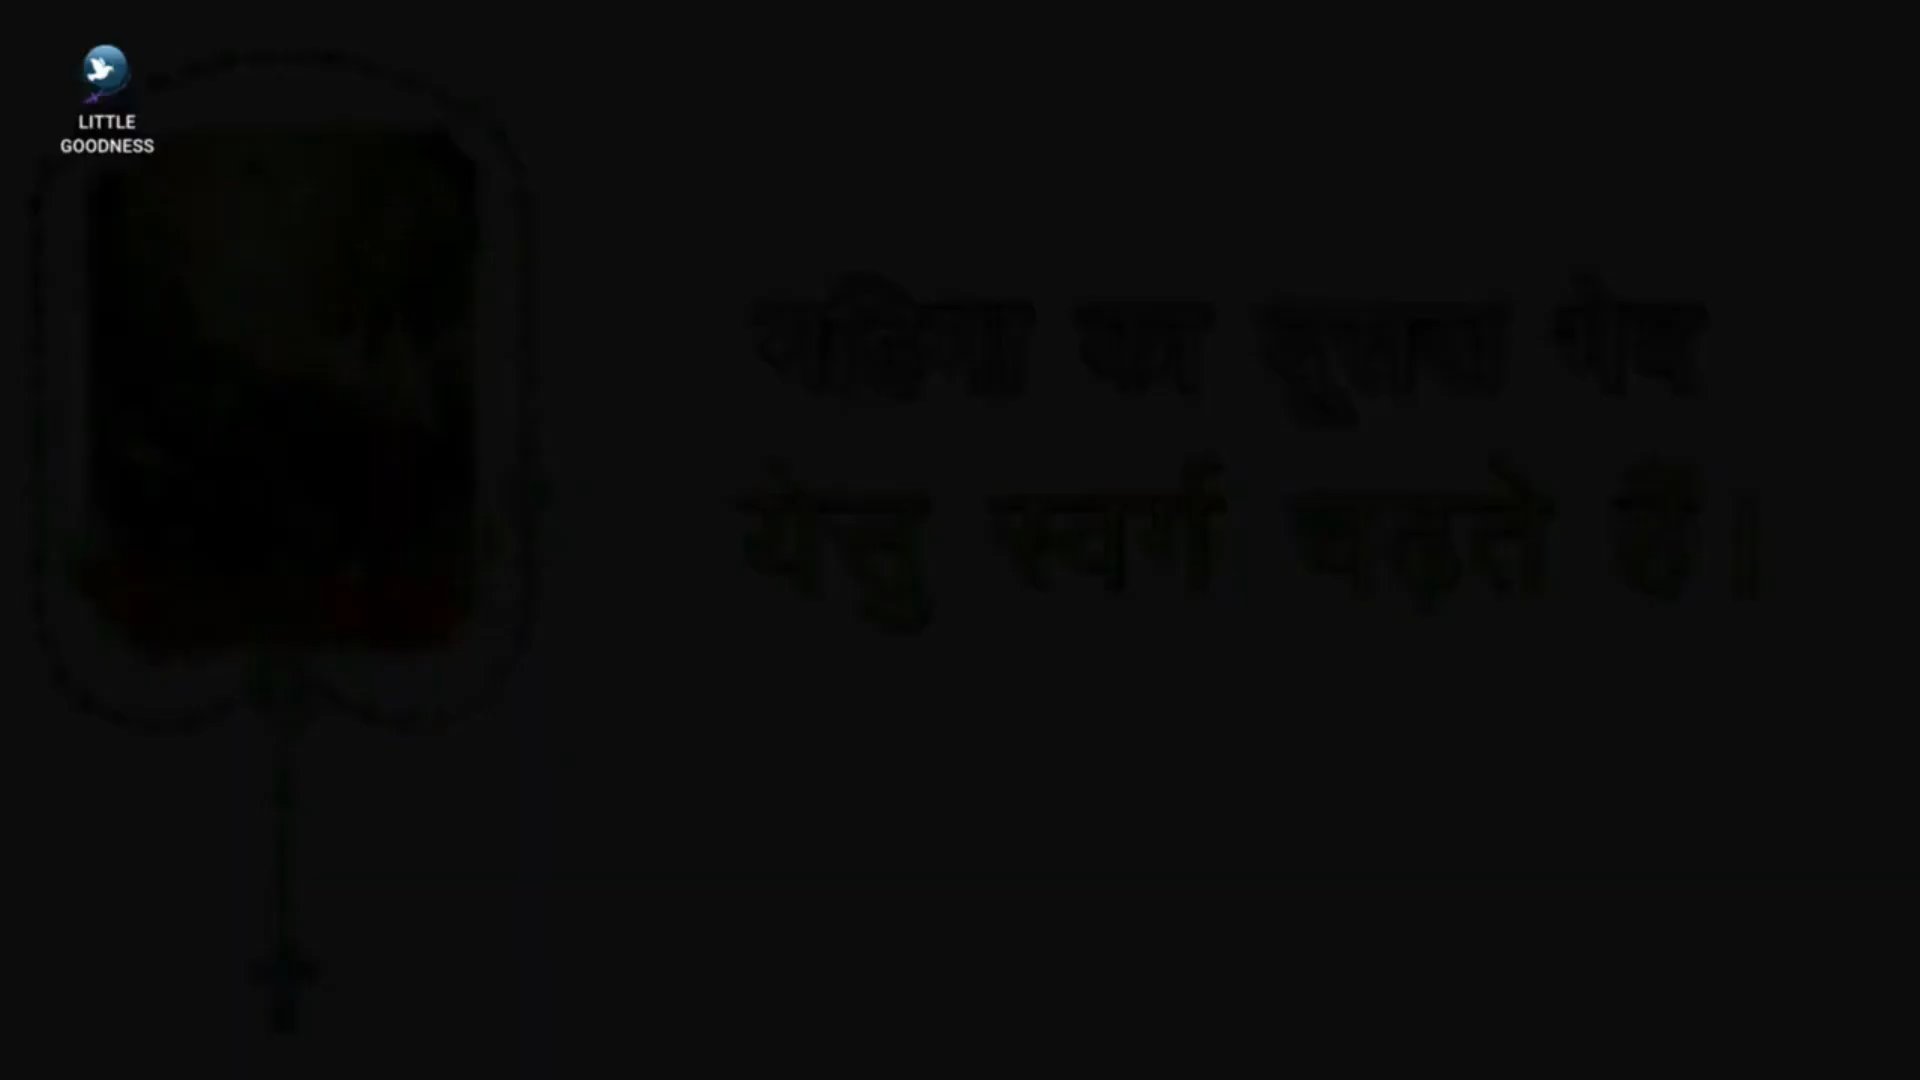 LITTLE
GOODNESS
महिमा का दूसरा भेद
येसु स्वर्ग चढ़ते हैं।